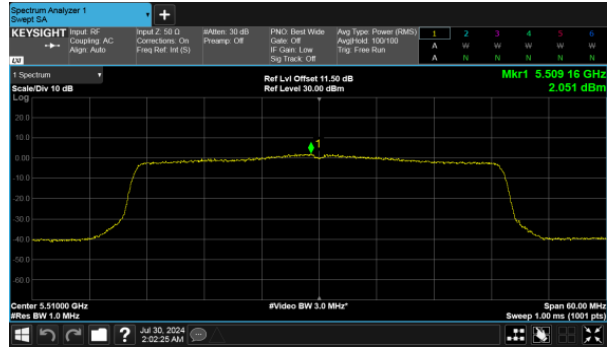 Spectrum Analyzer 1
Swept SA
KEYSIGHT
Input: RF
Coupling: AC
Align: Auto
Input Z: 50 Ω
Corrections: On
Freq Ref: Int (S)
#Atten: 30 dB
Preamp: Off
PNO: Best Wide
Gate: Off
IF Gain: Low
Sig Track: Off
Avg Type: Power (RMS)
Avg|Hold: 100/100
Trig: Free Run
1 2 3 4 5 6
A W W W W W
A N N N N N
1 Spectrum
Scale/Div 10 dB
Ref Lvl Offset 11.50 dB
Ref Level 30.00 dBm
Mkr1 5.509 16 GHz
2.051 dBm
Log
20.0
10.0
0.00
-10.0
-20.0
-30.0
-40.0
-50.0
-60.0
1
Center 5.51000 GHz
#Res BW 1.0 MHz
#Video BW 3.0 MHz*
Span 60.00 MHz
Sweep 1.00 ms (1001 pts)
Jul 30, 2024
2:02:25 AM